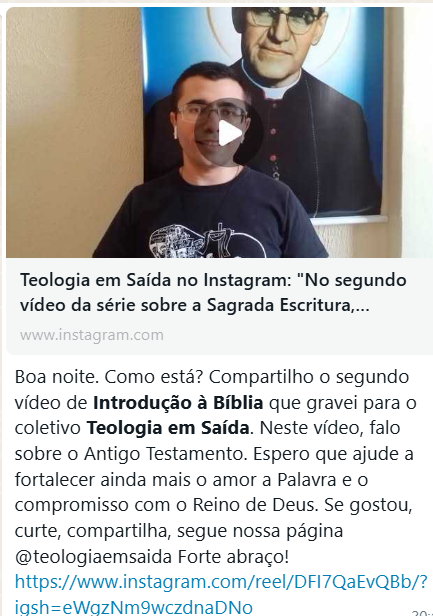 Teologia em Saída no Instagram: "No segundo
vídeo da série sobre a Sagrada Escritura,...
www.instagram.com
Boa noite. Como está? Compartilho o segundo
vídeo de Introdução à Bíblia que gravei para o
coletivo Teologia em Saída. Neste vídeo, falo
sobre o Antigo Testamento. Espero que ajude a
fortalecer ainda mais o amor a Palavra e o
compromisso com o Reino de Deus. Se gostou,
curte, compartilha, segue nossa página
@teologiaemsaida Forte abraço!
https://www.instagram.com/reel/DFI7QaEvQBb/?
igsh=eWgzNm9wczdnaDNo